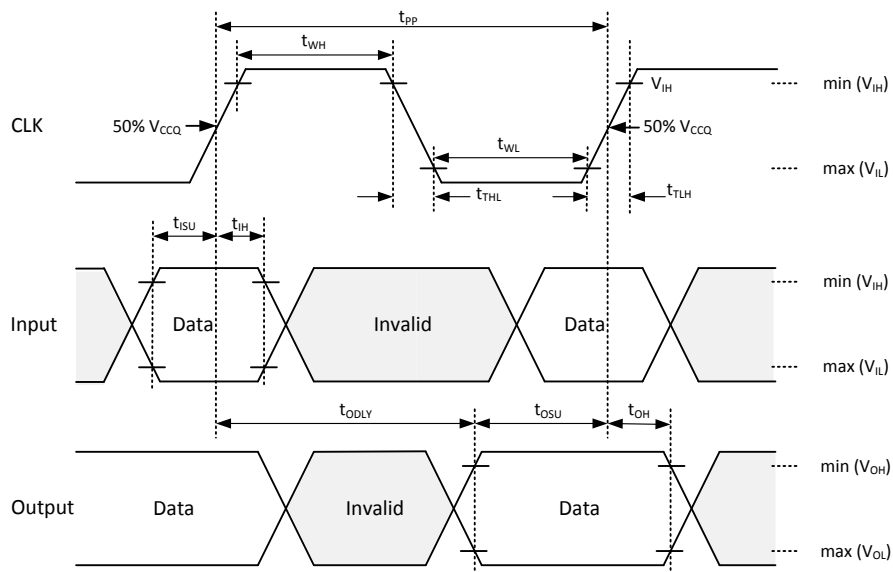 tPP
tWH
VIH
min (VIH)
CLK
50% VCCQ
50% VCCQ
tWL
max (VIL)
tTHL
tTLH
tISU
tIH
min (VIH)
Input
Data
Invalid
Data
max (VIL)
tODLY
tOSU
tOH
min (VOH)
Output
Data
Invalid
Data
max (VOL)